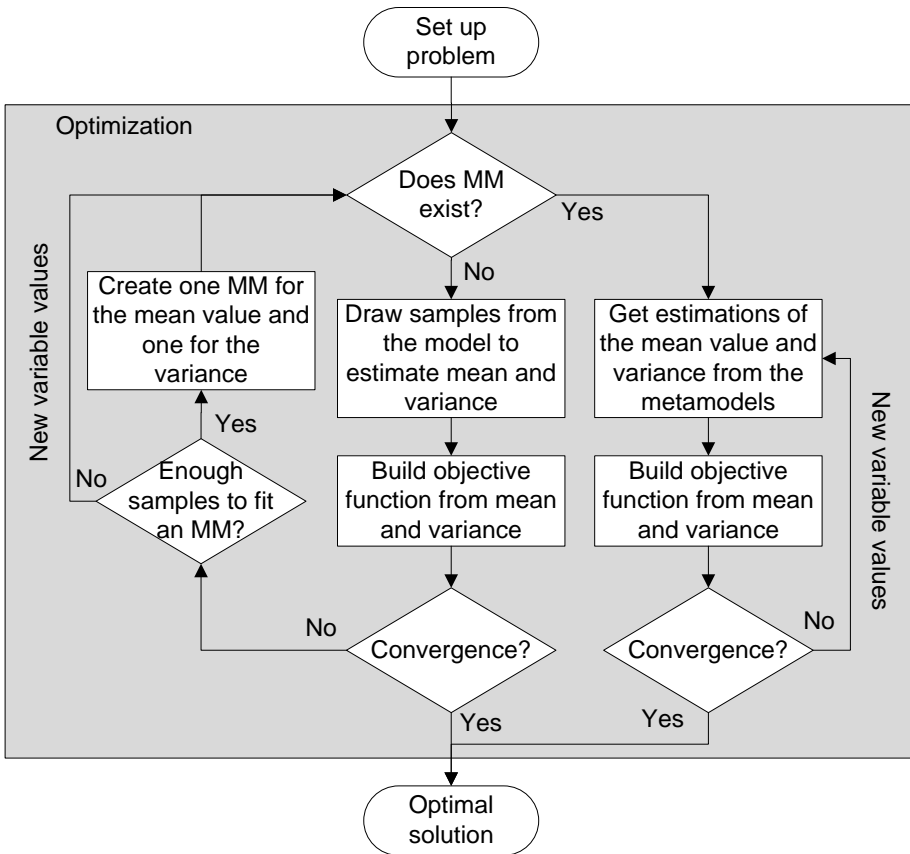 Set up
problem
Optimization
Does MM
exist?
Yes
No
New variable values
Create one MM for
the mean value and
one for the
variance
Draw samples from
the model to
estimate mean and
variance
Get estimations of
the mean value and
variance from the
metamodels
New variable values
Yes
No
Enough
samples to fit
an MM?
Build objective
function from mean
and variance
Build objective
function from mean
and variance
No
Convergence?
Yes
Convergence?
No
Yes
Optimal
solution